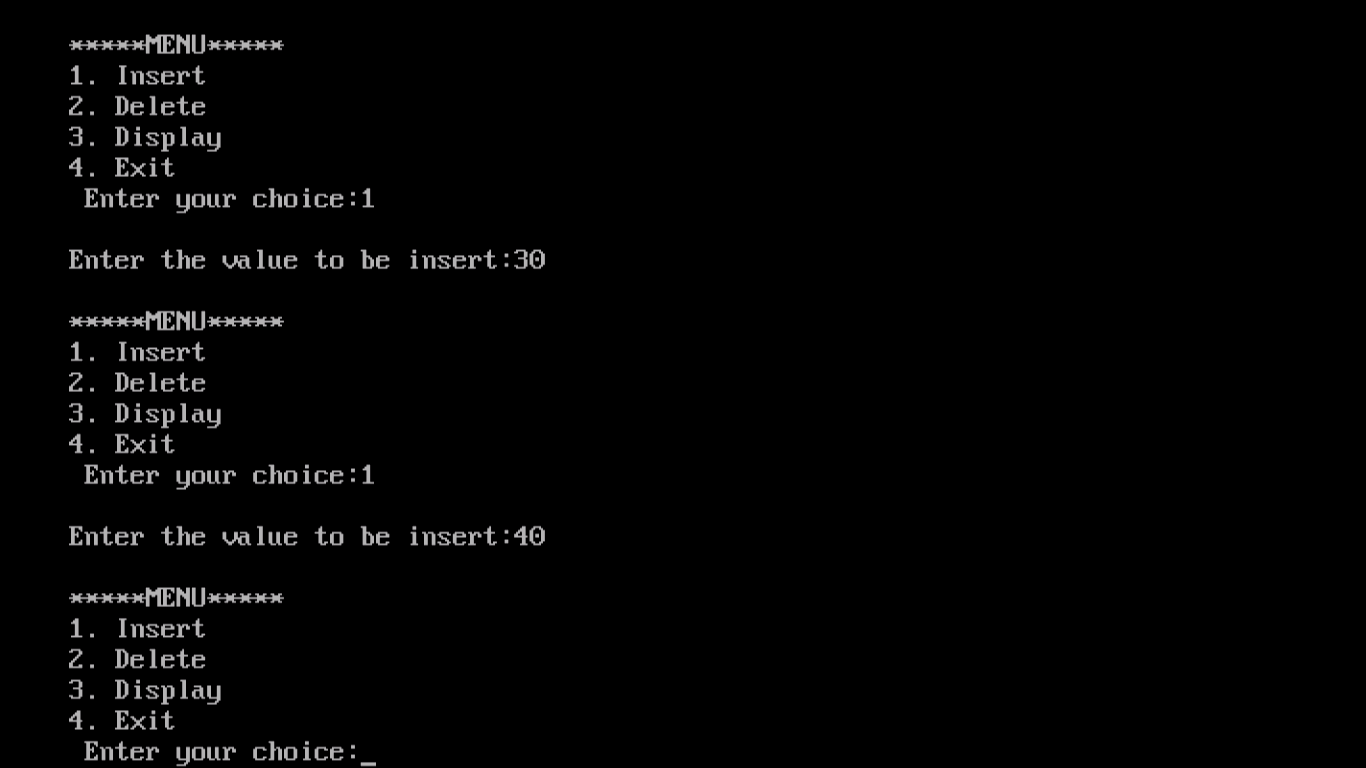 *****MENU*****
1. Insert
2. Delete
3. Display
4. Exit
 Enter your choice:1
Enter the value to be insert:30
*****MENU*****
1. Insert
2. Delete
3. Display
4. Exit
 Enter your choice:1
Enter the value to be insert:40
*****MENU*****
1. Insert
2. Delete
3. Display
4. Exit
 Enter your choice:_